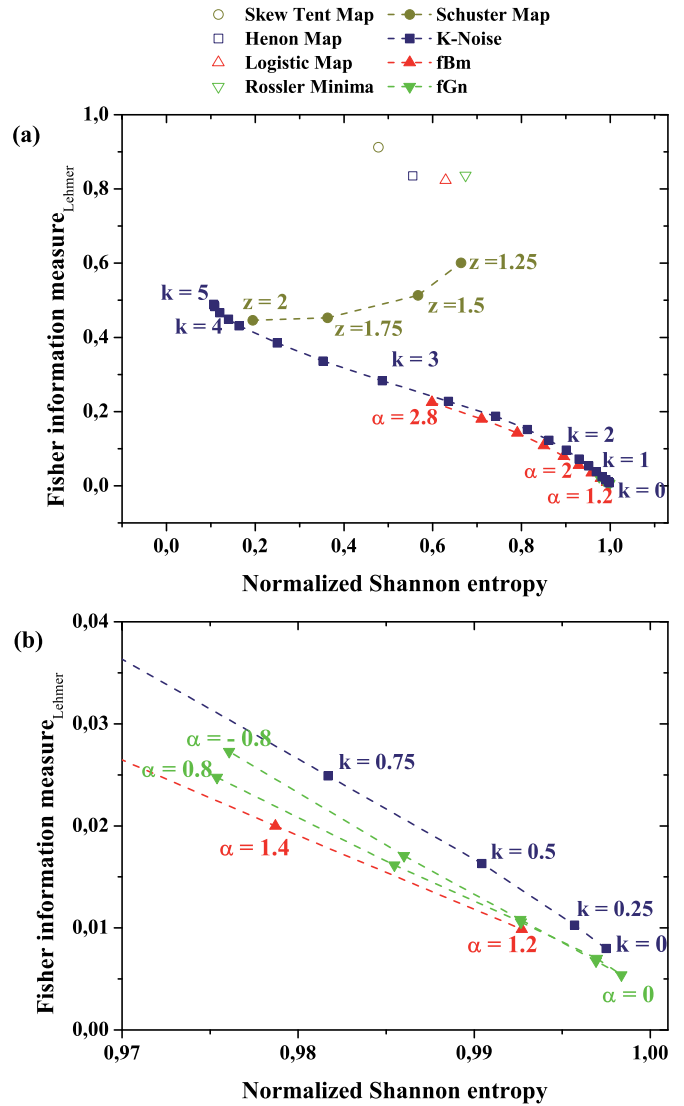 Skew Tent Map
Schuster Map
Henon Map
K-Noise
Logistic Map
fBm
Rossler Minima
fGn
(a)
1,0
0,8
0,6
0,4
0,2
0,0
Fisher information measure Lehmer
k = 5
k = 4
z = 2
z =1.75
z =1.5
z =1.25
k = 3
α = 2.8
k = 2
α = 2
k = 1
α = 1.2
k = 0
0,0 0,2 0,4 0,6 0,8 1,0
Normalized Shannon entropy
(b)
0,04
0,03
0,02
0,01
0,00
Fisher information measure Lehmer
α = - 0.8
k = 0.75
α = 0.8
α = 1.4
k = 0.5
k = 0.25
α = 1.2
k = 0
α = 0
0,97 0,98 0,99 1,00
Normalized Shannon entropy